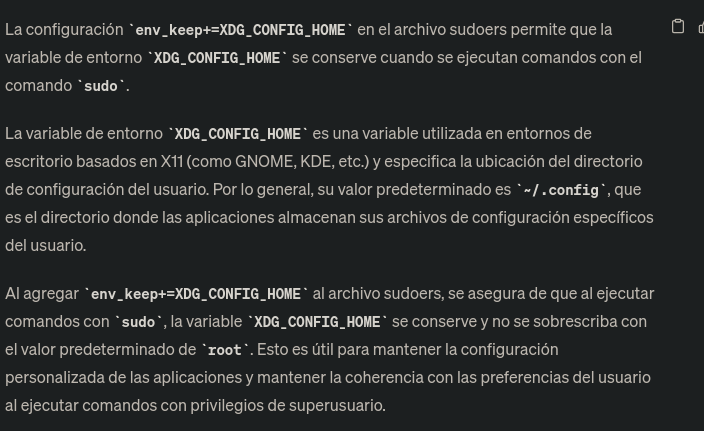 La configuración `env_keep+=XDG_CONFIG_HOME` en el archivo sudoers permite que la
variable de entorno `XDG_CONFIG_HOME` se conserve cuando se ejecutan comandos con el
comando `sudo`.
La variable de entorno `XDG_CONFIG_HOME` es una variable utilizada en entornos de
escritorio basados en X11 (como GNOME, KDE, etc.) y especifica la ubicación del directorio
de configuración del usuario. Por lo general, su valor predeterminado es `~/.config`, que
es el directorio donde las aplicaciones almacenan sus archivos de configuración específicos
del usuario.
Al agregar `env_keep+=XDG_CONFIG_HOME` al archivo sudoers, se asegura de que al ejecutar
comandos con `sudo`, la variable `XDG_CONFIG_HOME` se conserve y no se sobrescriba con
el valor predeterminado de `root`. Esto es útil para mantener la configuración
personalizada de las aplicaciones y mantener la coherencia con las preferencias del usuario
al ejecutar comandos con privilegios de superusuario.